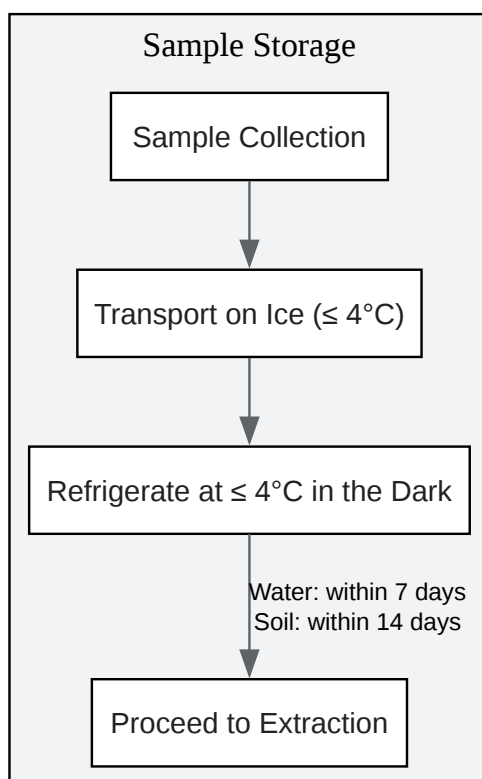 Sample Storage
Sample Collection
Transport on Ice (≤ 4°C)
Refrigerate at ≤ 4°C in the Dark
Water: within 7 days
Soil: within 14 days
Proceed to Extraction